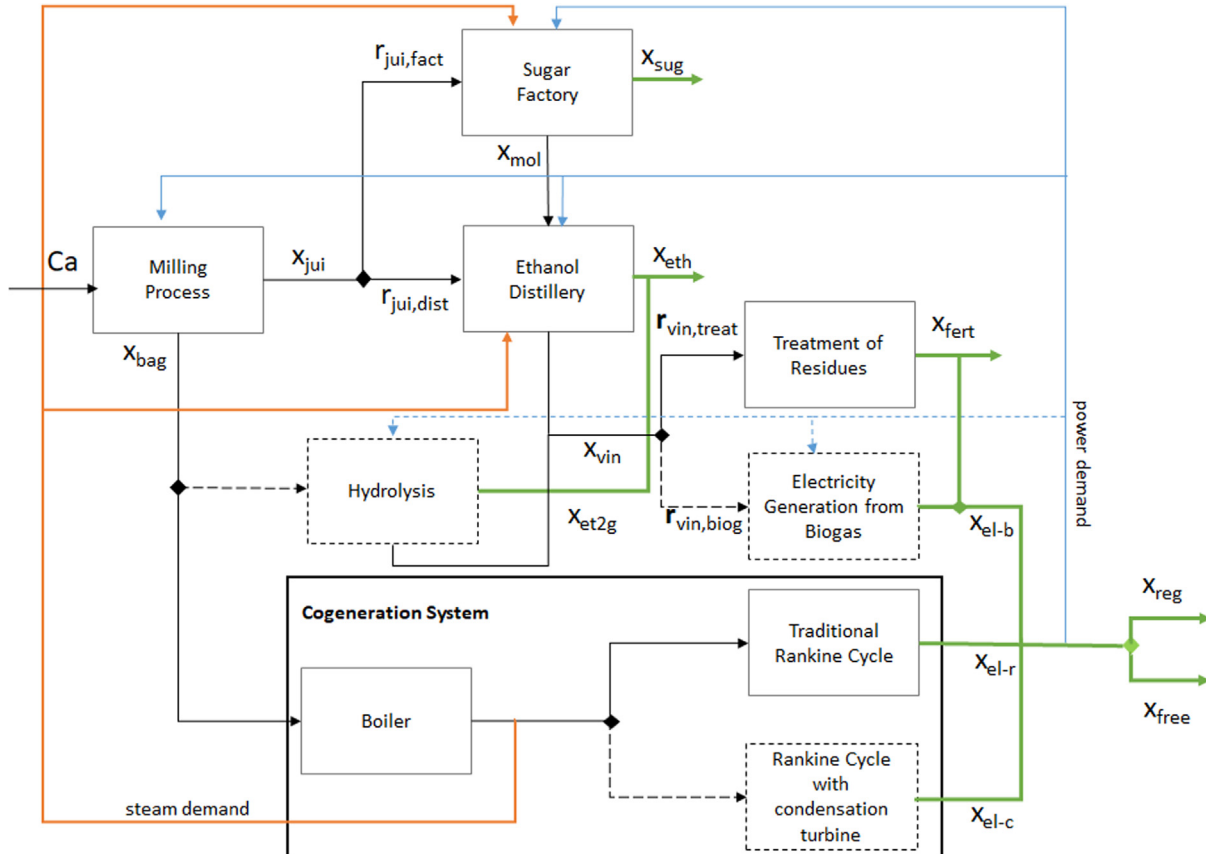 r_jui,fact
Sugar
Factory
x_sug
x_mol
Ca
Milling
Process
x_jui
r_jui,dist
Ethanol
Distillery
x_eth
x_bag
r_vin,treat
Treatment of
Residues
x_fert
power demand
Hydrolysis
x_vin
x_et2g
r_vin,biog
Electricity
Generation from
Biogas
x_el-b
Cogeneration System
Traditional
Rankine Cycle
x_el-r
x_reg
x_free
Boiler
Rankine Cycle
with
condensation
turbine
x_el-c
steam demand